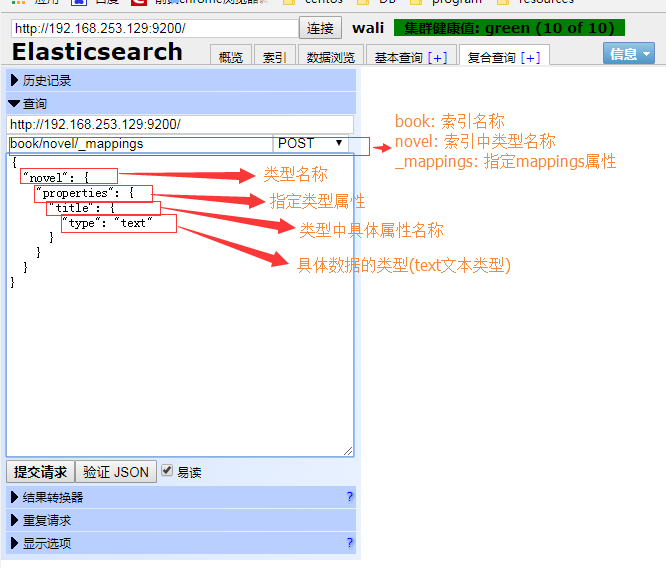 应用 百度 centos DB program resources
http://192.168.253.129:9200/ 连接 wali 集群健康值: green (10 of 10)
Elasticsearch 概览 索引 数据浏览 基本查询 [+] 复合查询 [+] 信息
历史记录
查询
http://192.168.253.129:9200/
book/novel/_mappings POST
book: 索引名称
novel: 索引中类型名称
_mappings: 指定mappings属性
{
"novel": { 类型名称
"properties": { 指定类型属性
"title": { 类型中具体属性名称
"type": "text" 具体数据的类型(text文本类型)
}
}
}
}
提交请求 验证 JSON 易读
结果转换器 ?
重复请求
显示选项 ?